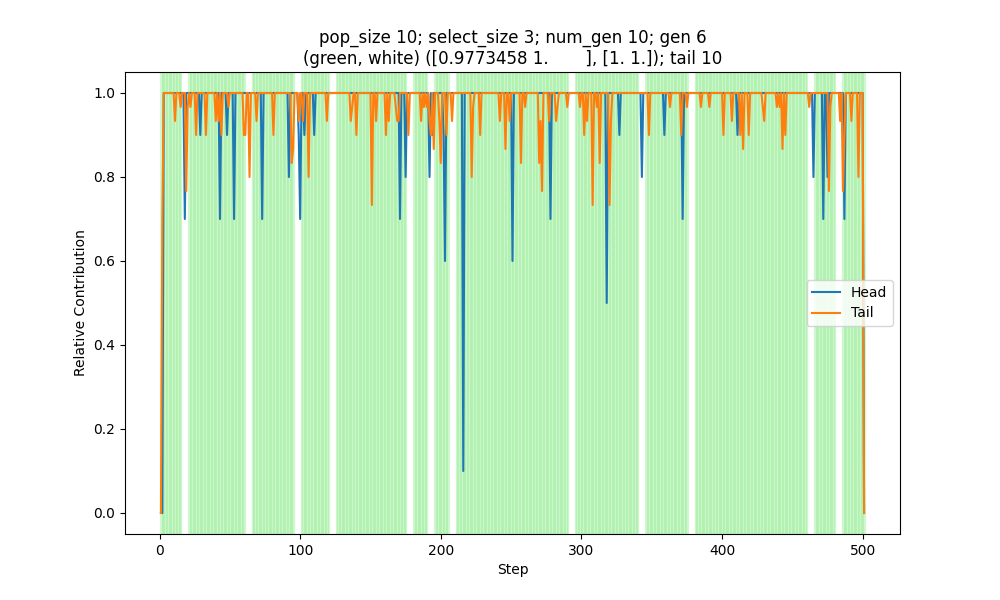 pop_size 10; select_size 3; num_gen 10; gen 6
(green, white) ([0.9773458 1.       ], [1. 1.]); tail 10
1.0
0.8
0.6
0.4
0.2
0.0
Relative Contribution
Head
Tail
0
100
200
300
400
500
Step